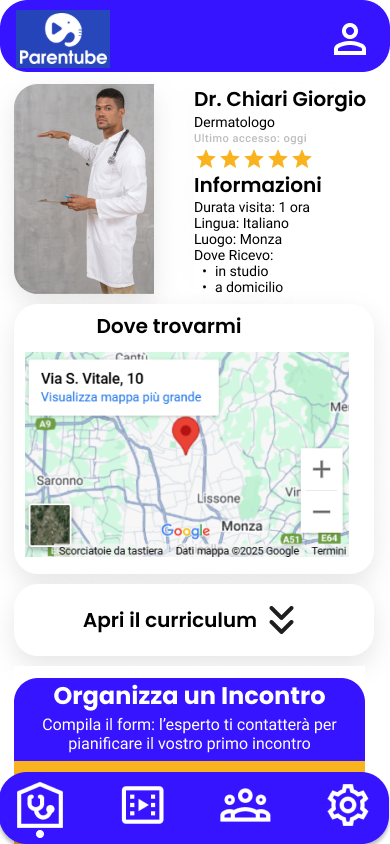 Parentube
Dr. Chiari Giorgio
Dermatologo
Ultimo accesso: oggi
Informazioni
Durata visita: 1 ora
Lingua: Italiano
Luogo: Monza
Dove Ricevo:
• in studio
• a domicilio
Dove trovarmi
Cantù
Via S. Vitale, 10
Visualizza mappa più grande
A9
Me
Saronno
Lissone
Vir
Google
Monza
A51
E64
Scorciatoie da tastiera Dati mappa ©2025 Google Termini
Apri il curriculum
Organizza un Incontro
Compila il form: l’esperto ti contatterà per
pianificare il vostro primo incontro